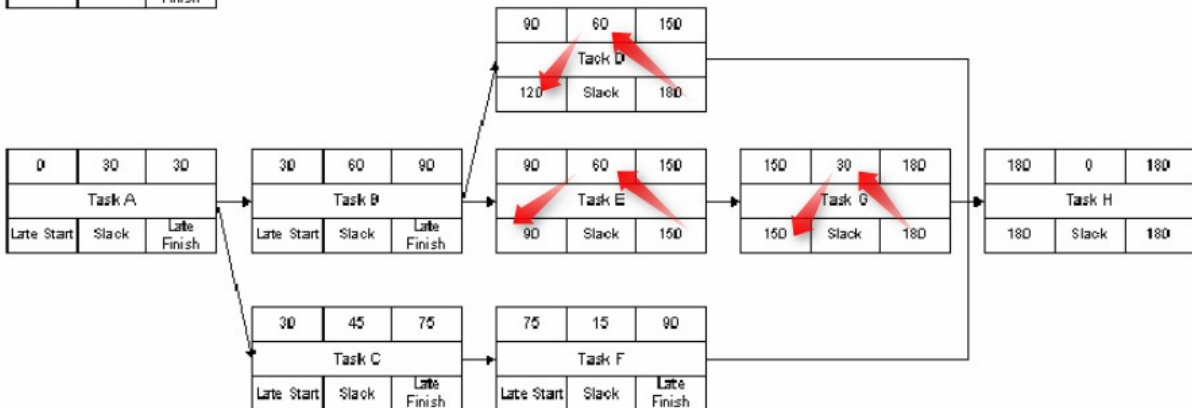 Finish
90 60 150
Tack D
120 Slack 180
0 30 30
Task A
Late Start Slack Late
Finish
30 60 90
Task B
Late Start Slack Late
Finish
90 60 150
Task E
90 Slack 150
150 30 180
Task G
150 Slack 180
180 0 180
Task H
180 Slack 180
30 45 75
Task C
Late Start Slack Late
Finish
75 15 90
Task F
Late Start Slack Late
Finish